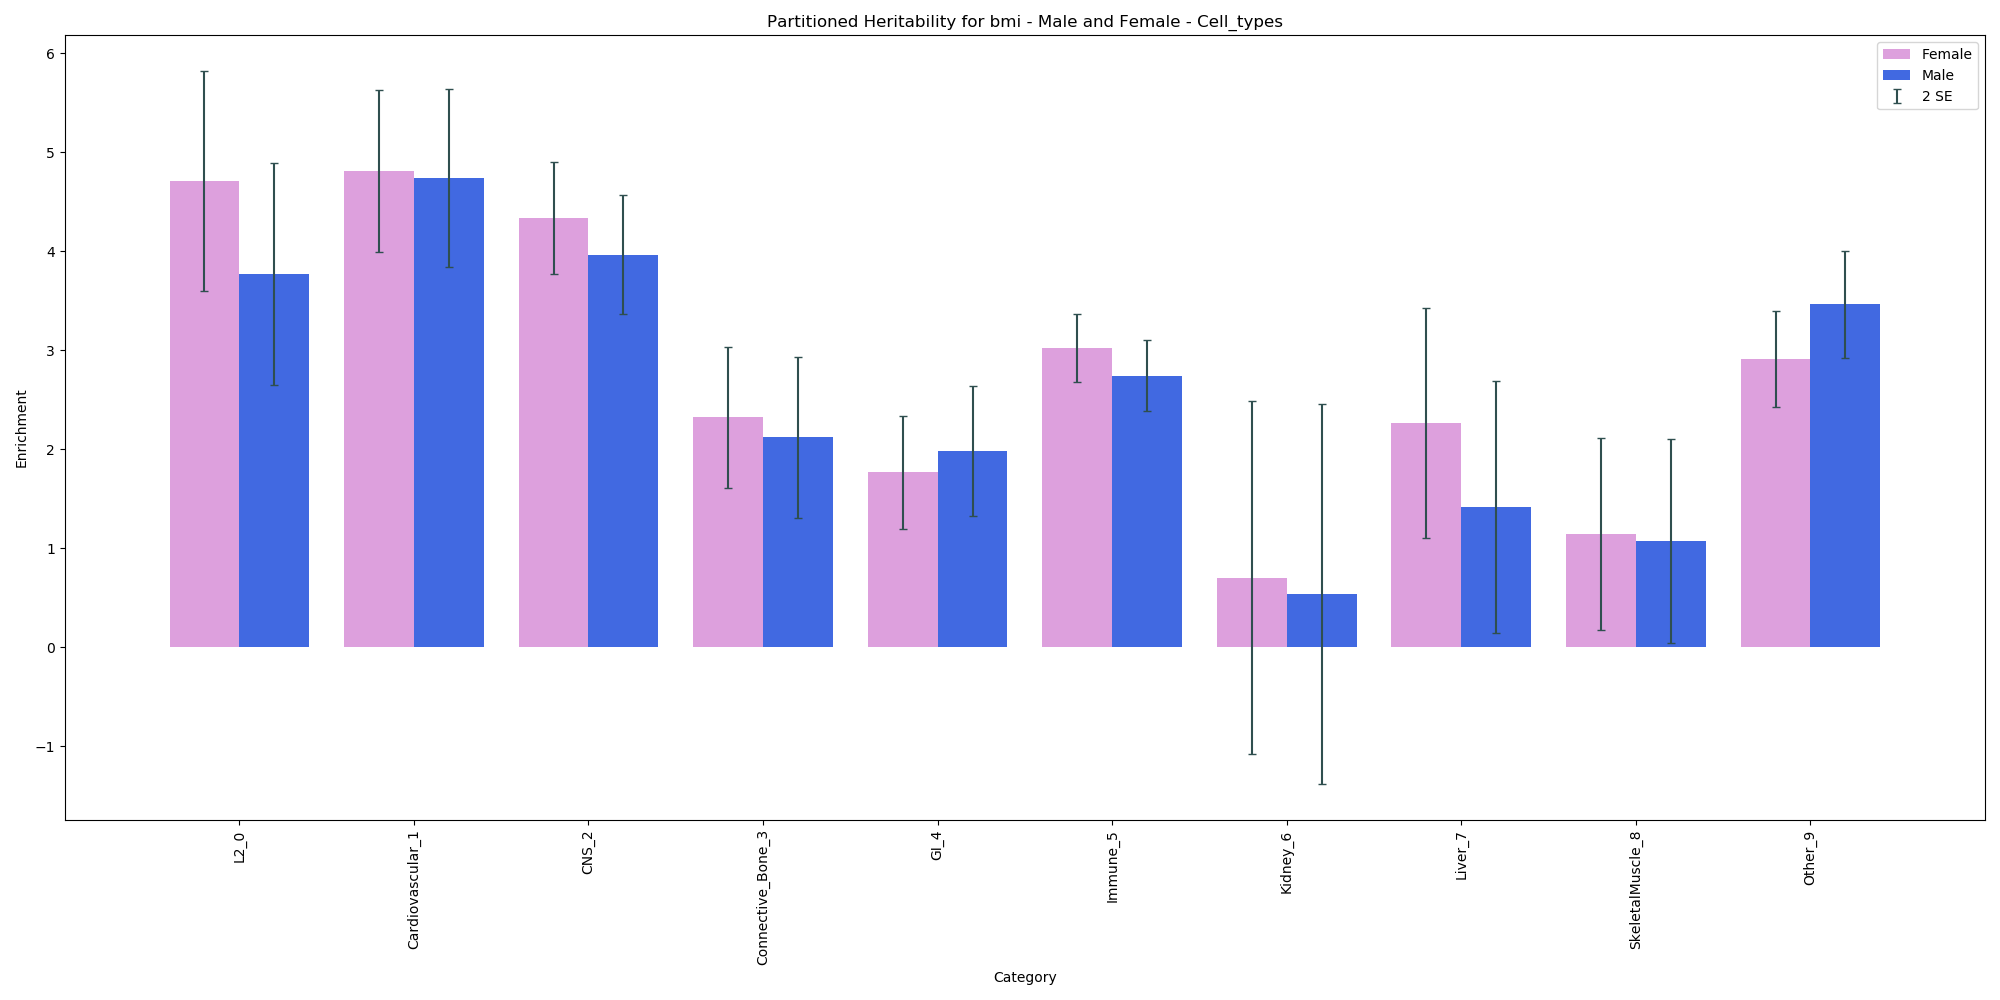 Partitioned Heritability for bmi - Male and Female - Cell_types
Female
Male
2 SE
6
5
4
3
2
1
0
−1
Enrichment
L2_0
Cardiovascular_1
CNS_2
Connective_Bone_3
GI_4
Immune_5
Kidney_6
Liver_7
SkeletalMuscle_8
Other_9
Category